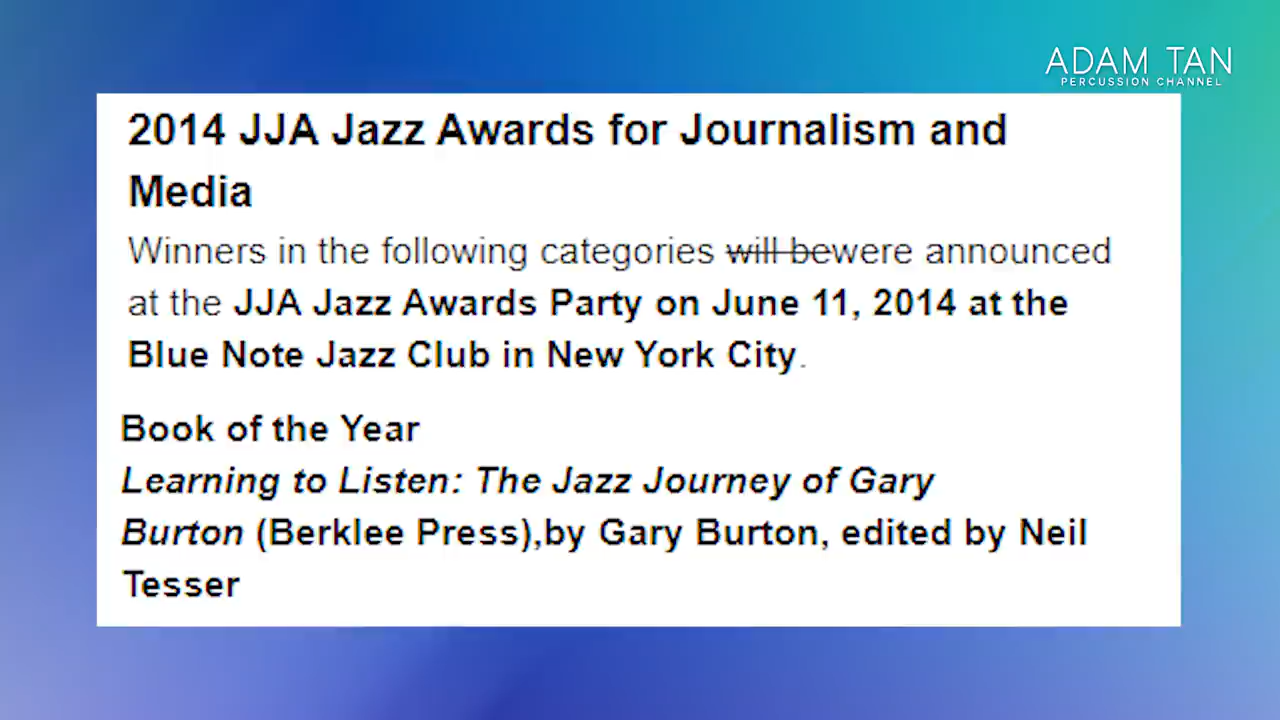 ADAM TAN
PERCUSSION CHANNEL
2014 JJA Jazz Awards for Journalism and
Media
Winners in the following categories will bewere announced
at the JJA Jazz Awards Party on June 11, 2014 at the
Blue Note Jazz Club in New York City.
Book of the Year
Learning to Listen: The Jazz Journey of Gary
Burton (Berklee Press),by Gary Burton, edited by Neil
Tesser